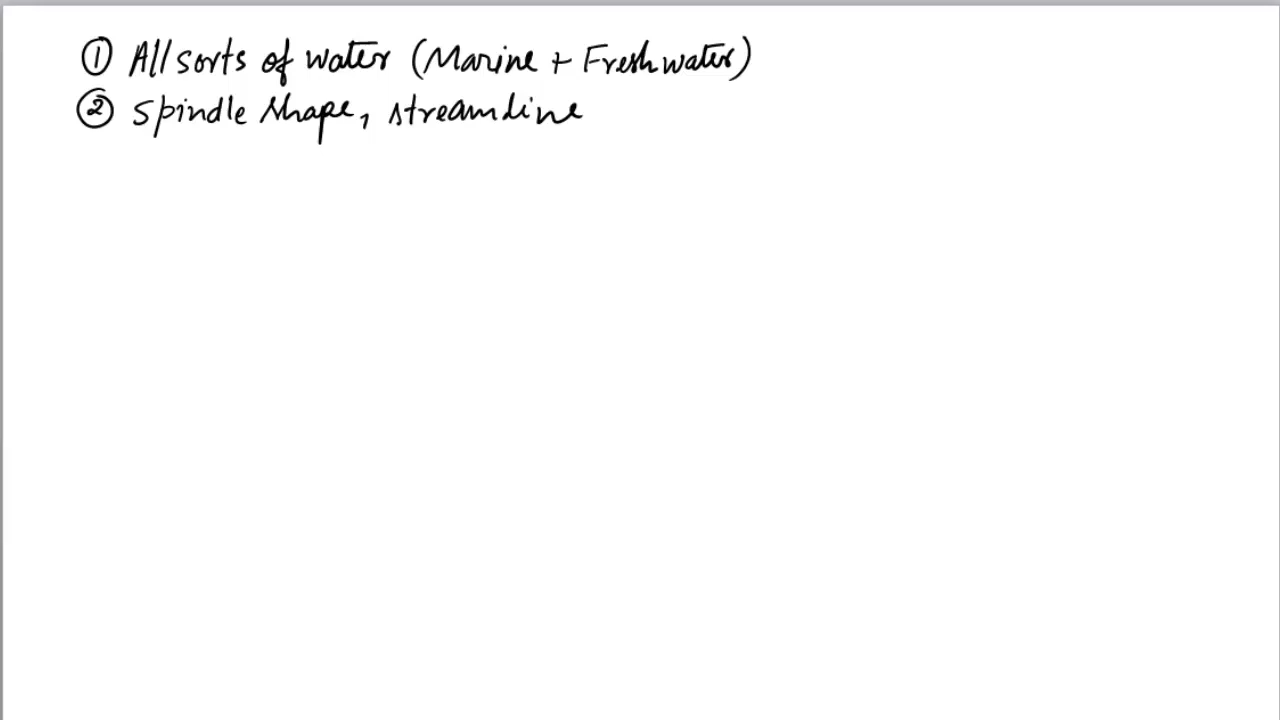 ① All sorts of water (Marine + Freshwater)
② Spindle shape, streamline